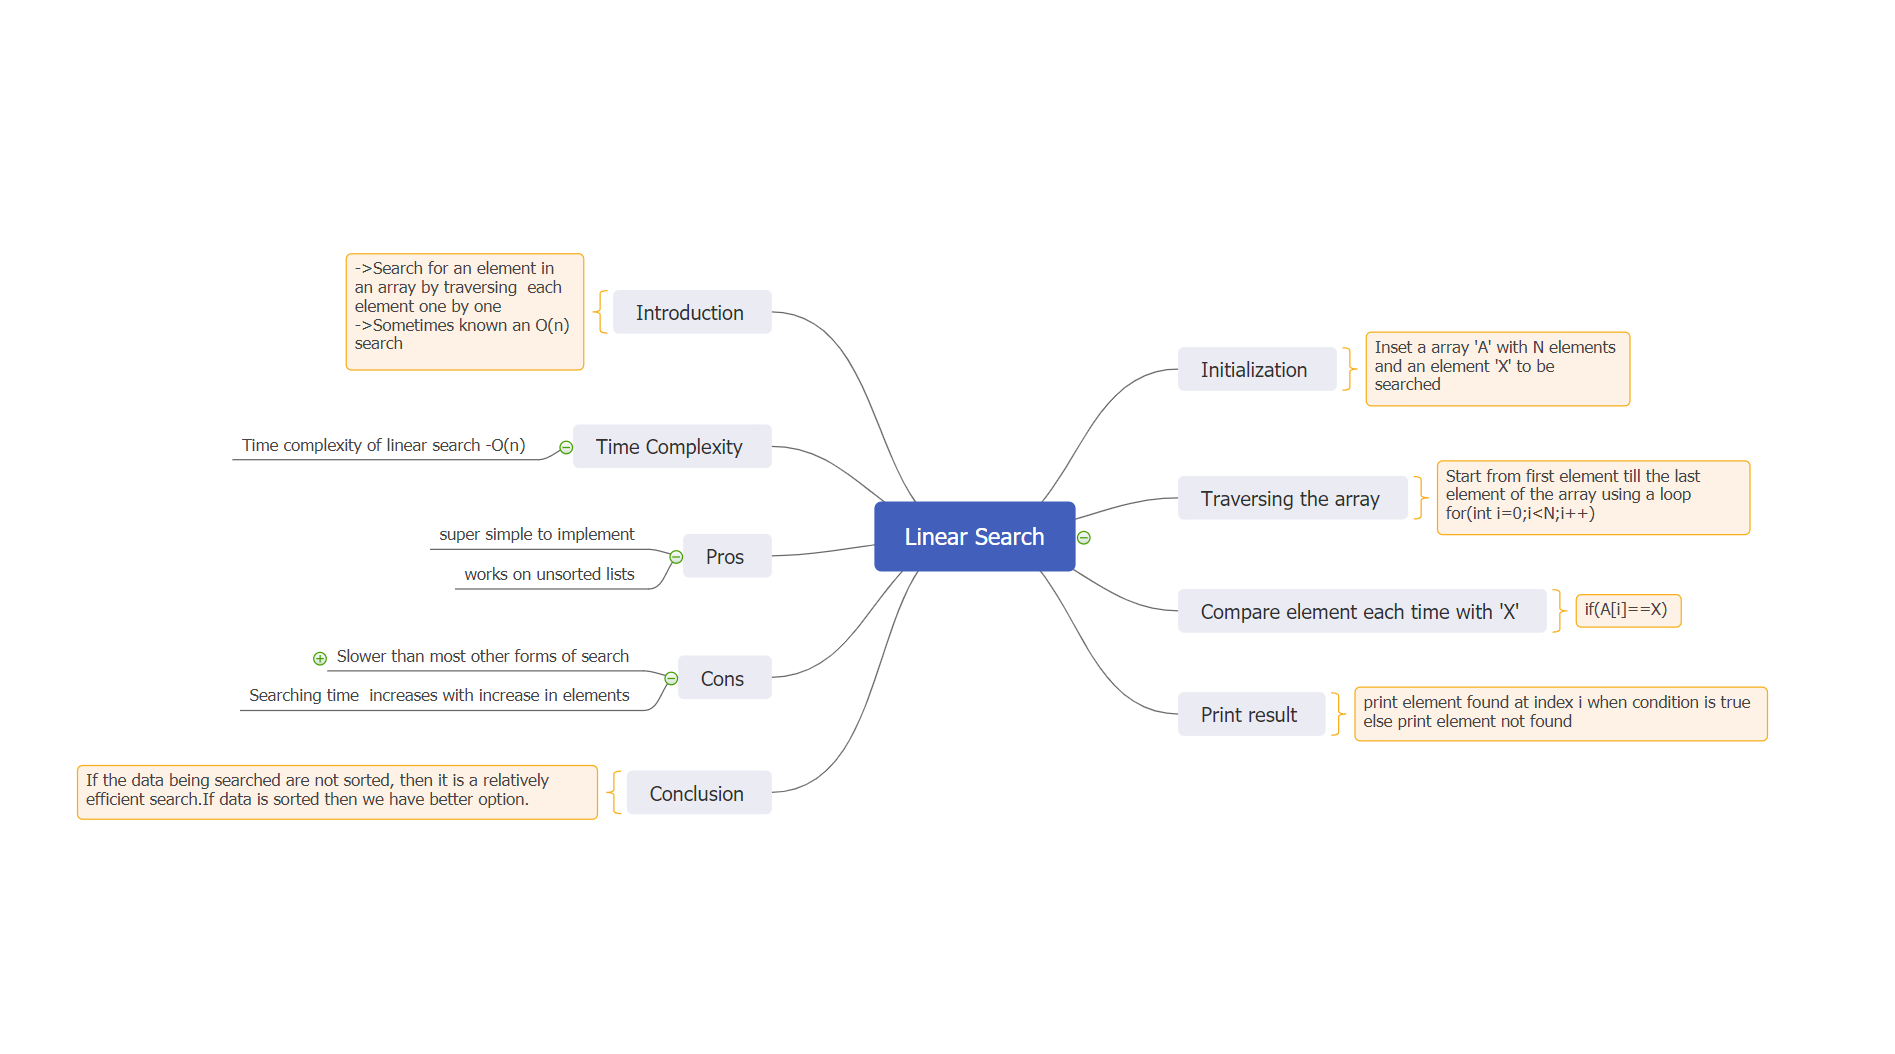 Linear Search
Introduction
->Search for an element in
an array by traversing  each
element one by one
->Sometimes known an O(n)
search
Time Complexity
Time complexity of linear search -O(n)
Pros
super simple to implement
works on unsorted lists
Cons
Slower than most other forms of search
Searching time  increases with increase in elements
Conclusion
If the data being searched are not sorted, then it is a relatively
efficient search.If data is sorted then we have better option.
Initialization
Inset a array 'A' with N elements
and an element 'X' to be
searched
Traversing the array
Start from first element till the last
element of the array using a loop
for(int i=0;i<N;i++)
Compare element each time with 'X'
if(A[i]==X)
Print result
print element found at index i when condition is true
else print element not found